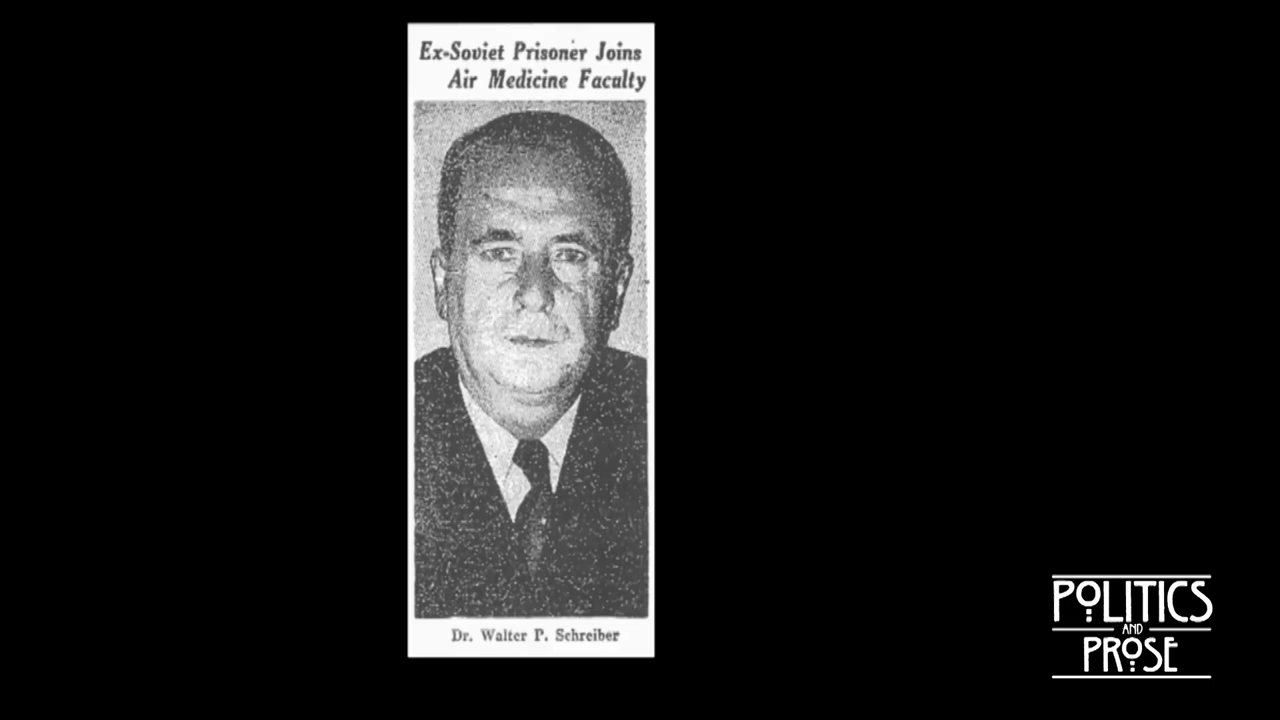 Ex-Soviet Prisoner Joins
Air Medicine Faculty
Dr. Walter P. Schreiber
POLITICS
AND
PROSE